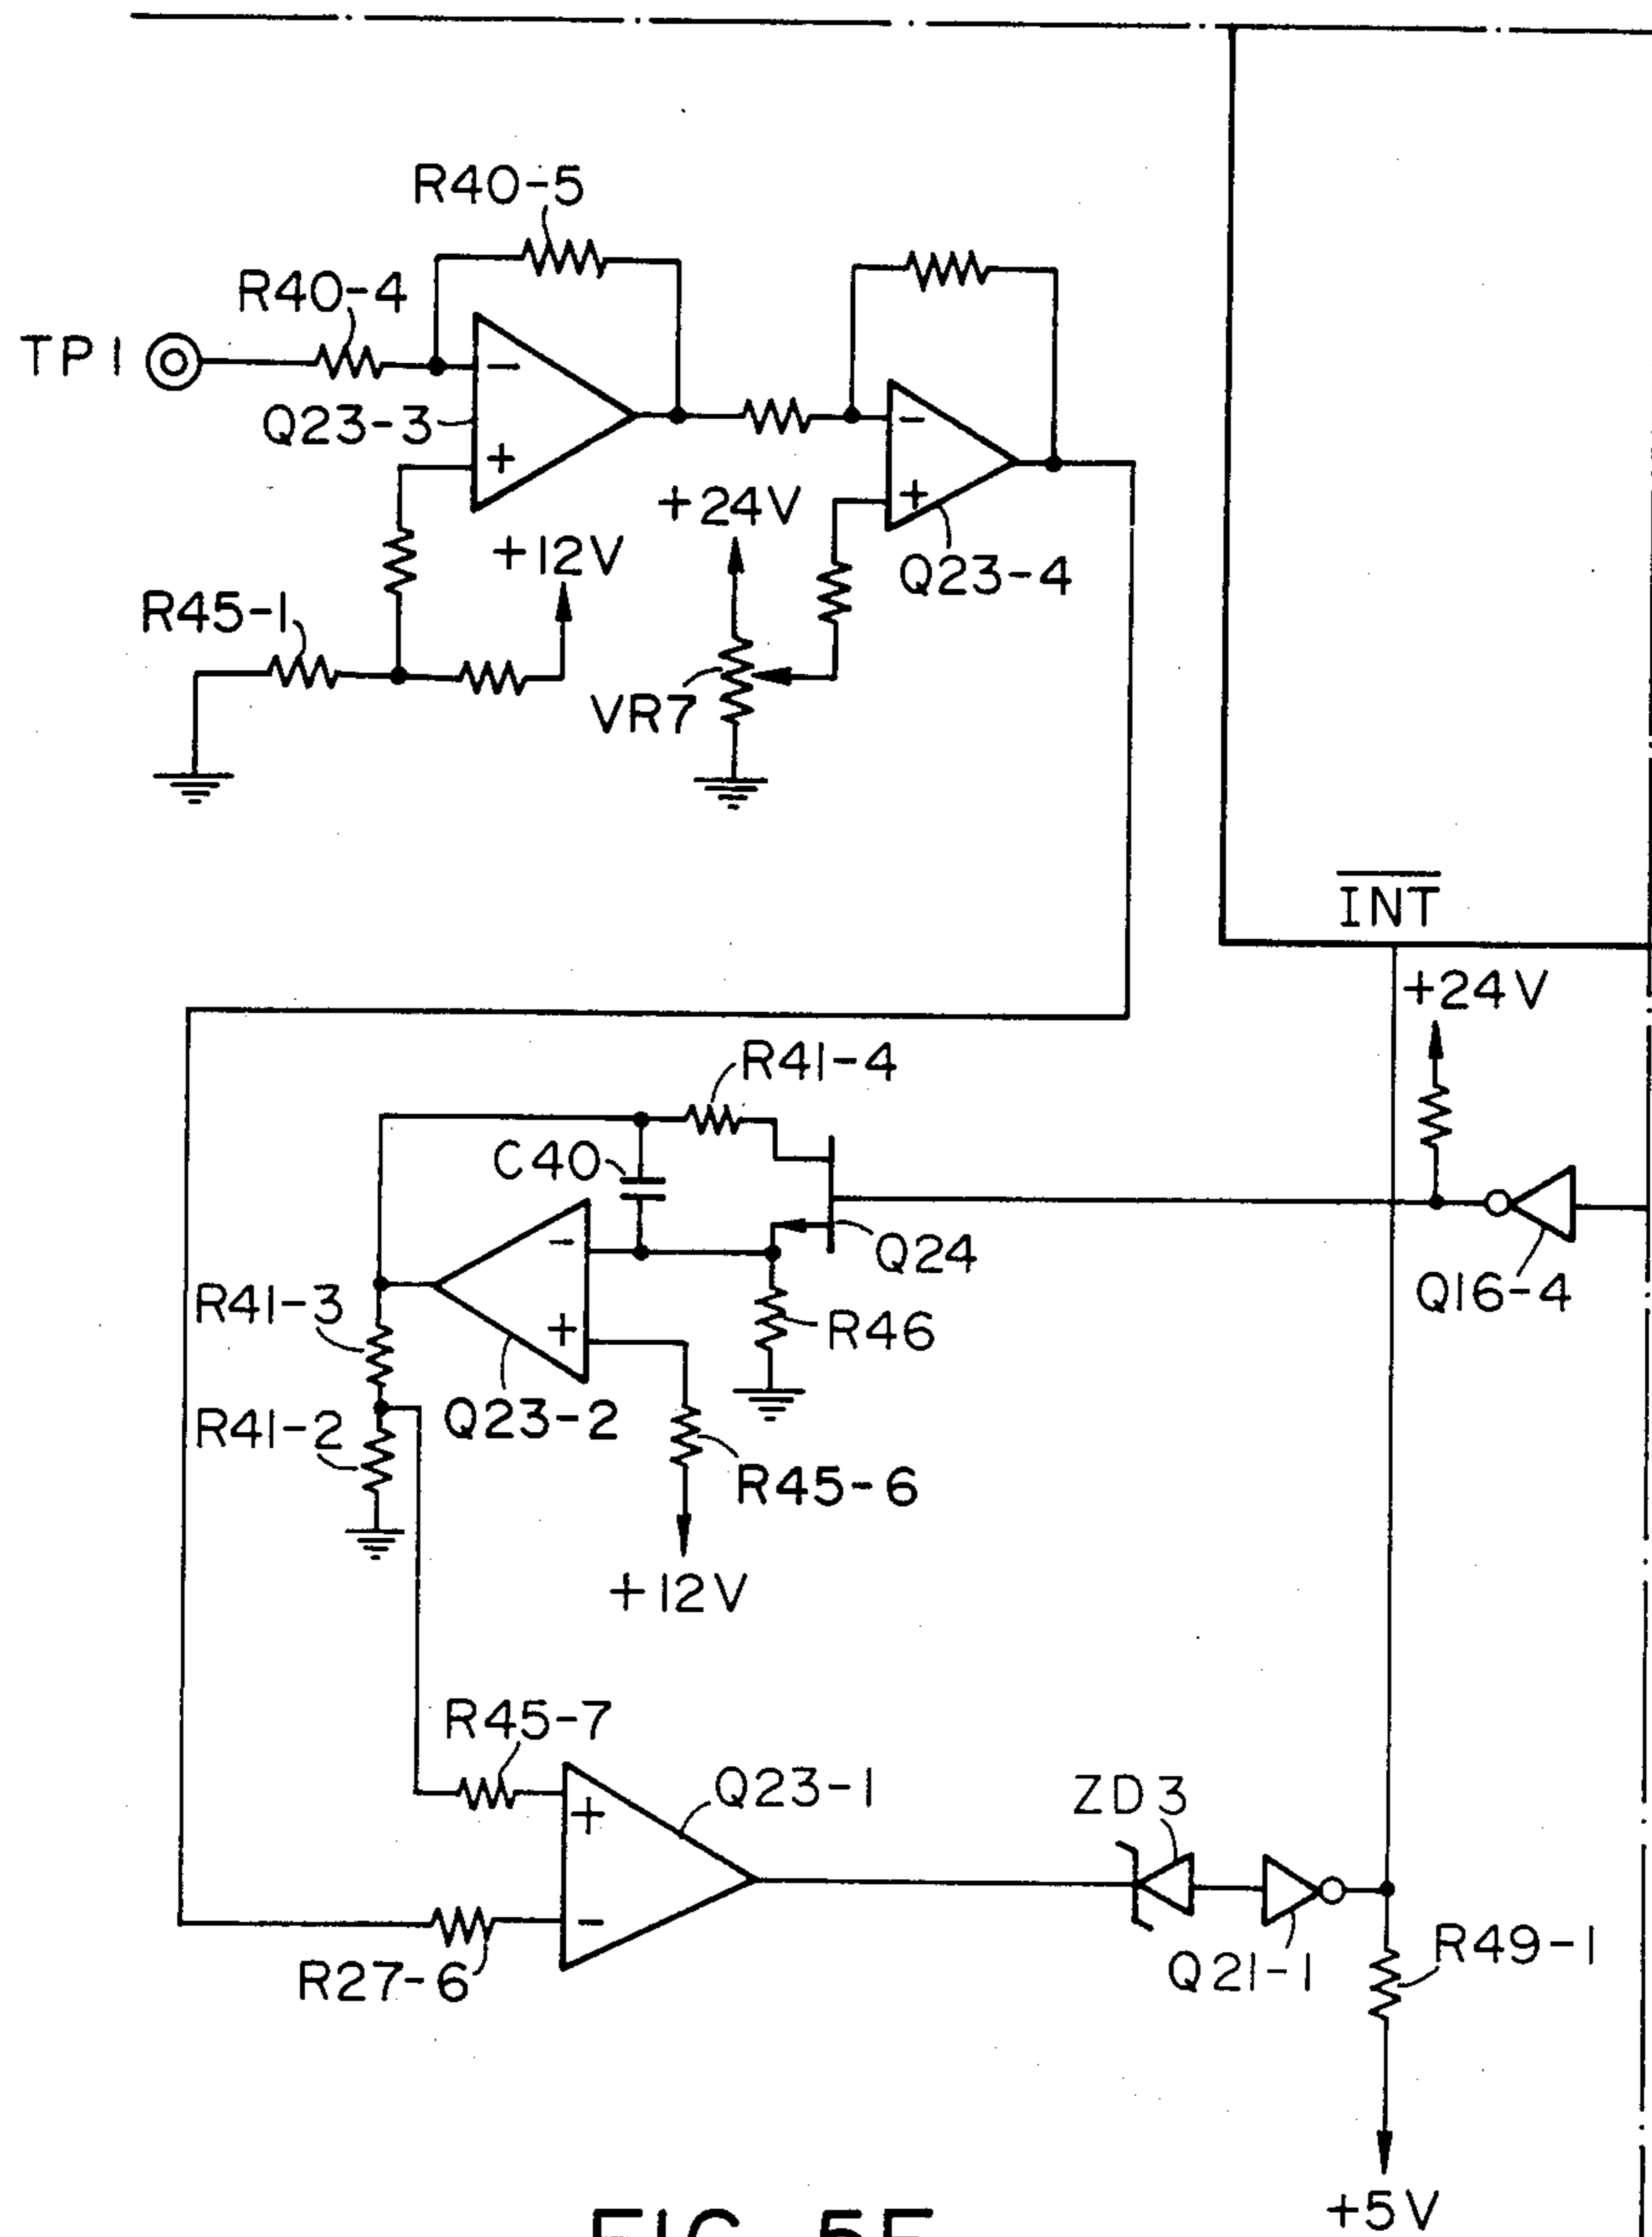 R40-5
R40-4
TP1
Q23-3
-
+
-
+
+24V
+12V
Q23-4
R45-1
VR7
INT
+24V
R41-4
C40
-
Q24
Q16-4
R41-3
+
R46
Q23-2
R41-2
R45-6
+12V
R45-7
Q23-1
ZD3
+
-
R27-6
Q21-1
R49-1
+5V